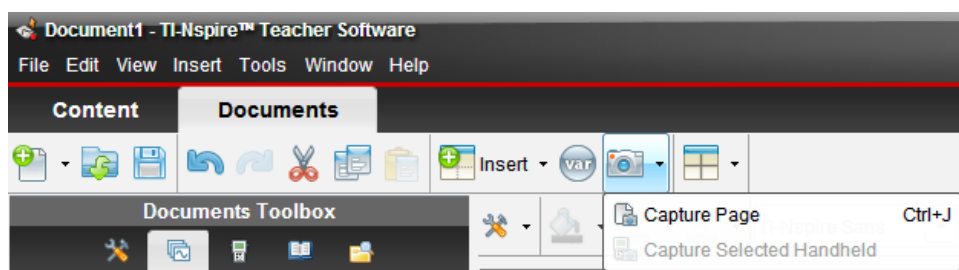 Document1 - TI-Nspire™ Teacher Software
File Edit View Insert Tools Window Help
Content Documents
Insert var
Documents Toolbox
Capture Page Ctrl+J
Capture Selected Handheld